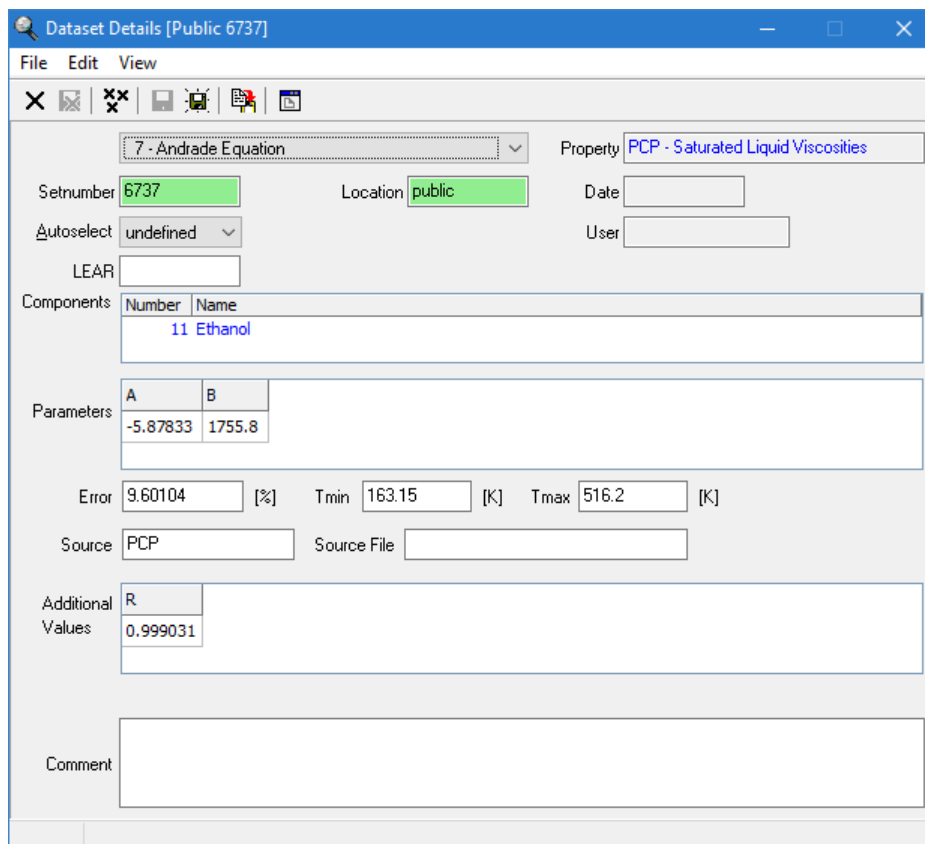 Dataset Details [Public 6737]
File Edit View
7 - Andrade Equation Property PCP - Saturated Liquid Viscosities
Setnumber 6737 Location public Date
Autoselect undefined User
LEAR
Components Number Name
11 Ethanol
Parameters A B
-5.87833 1755.8
Error 9.60104 [%] Tmin 163.15 [K] Tmax 516.2 [K]
Source PCP Source File
Additional Values R
0.999031
Comment